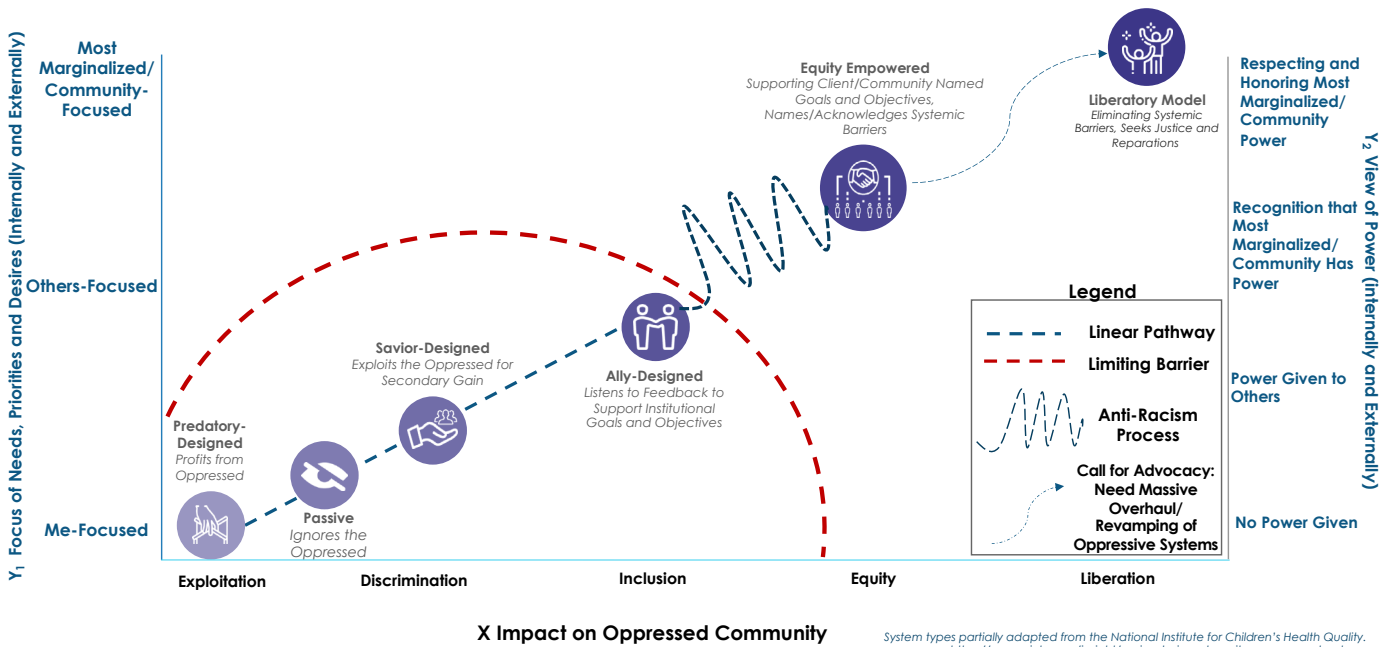 Y1 Focus of Needs, Priorities and Desires (Internally and Externally)
Most
Marginalized/
Community-
Focused
Others-Focused
Me-Focused
Predatory-
Designed
Profits from
Oppressed
Passive
Ignores the
Oppressed
Savior-Designed
Exploits the Oppressed for
Secondary Gain
Ally-Designed
Listens to Feedback to
Support Institutional
Goals and Objectives
Equity Empowered
Supporting Client/Community Named
Goals and Objectives,
Names/Acknowledges Systemic
Barriers
Liberatory Model
Eliminating Systemic
Barriers, Seeks Justice and
Reparations
Respecting and
Honoring Most
Marginalized/
Community
Power
Recognition that
Most
Marginalized/
Community Has
Power
Power Given to
Others
No Power Given
Y2 View of Power (internally and Externally)
Legend
Linear Pathway
Limiting Barrier
Anti-Racism
Process
Call for Advocacy:
Need Massive
Overhaul/
Revamping of
Oppressive Systems
Exploitation
Discrimination
Inclusion
Equity
Liberation
X Impact on Oppressed Community
System types partially adapted from the National Institute for Children's Health Quality.